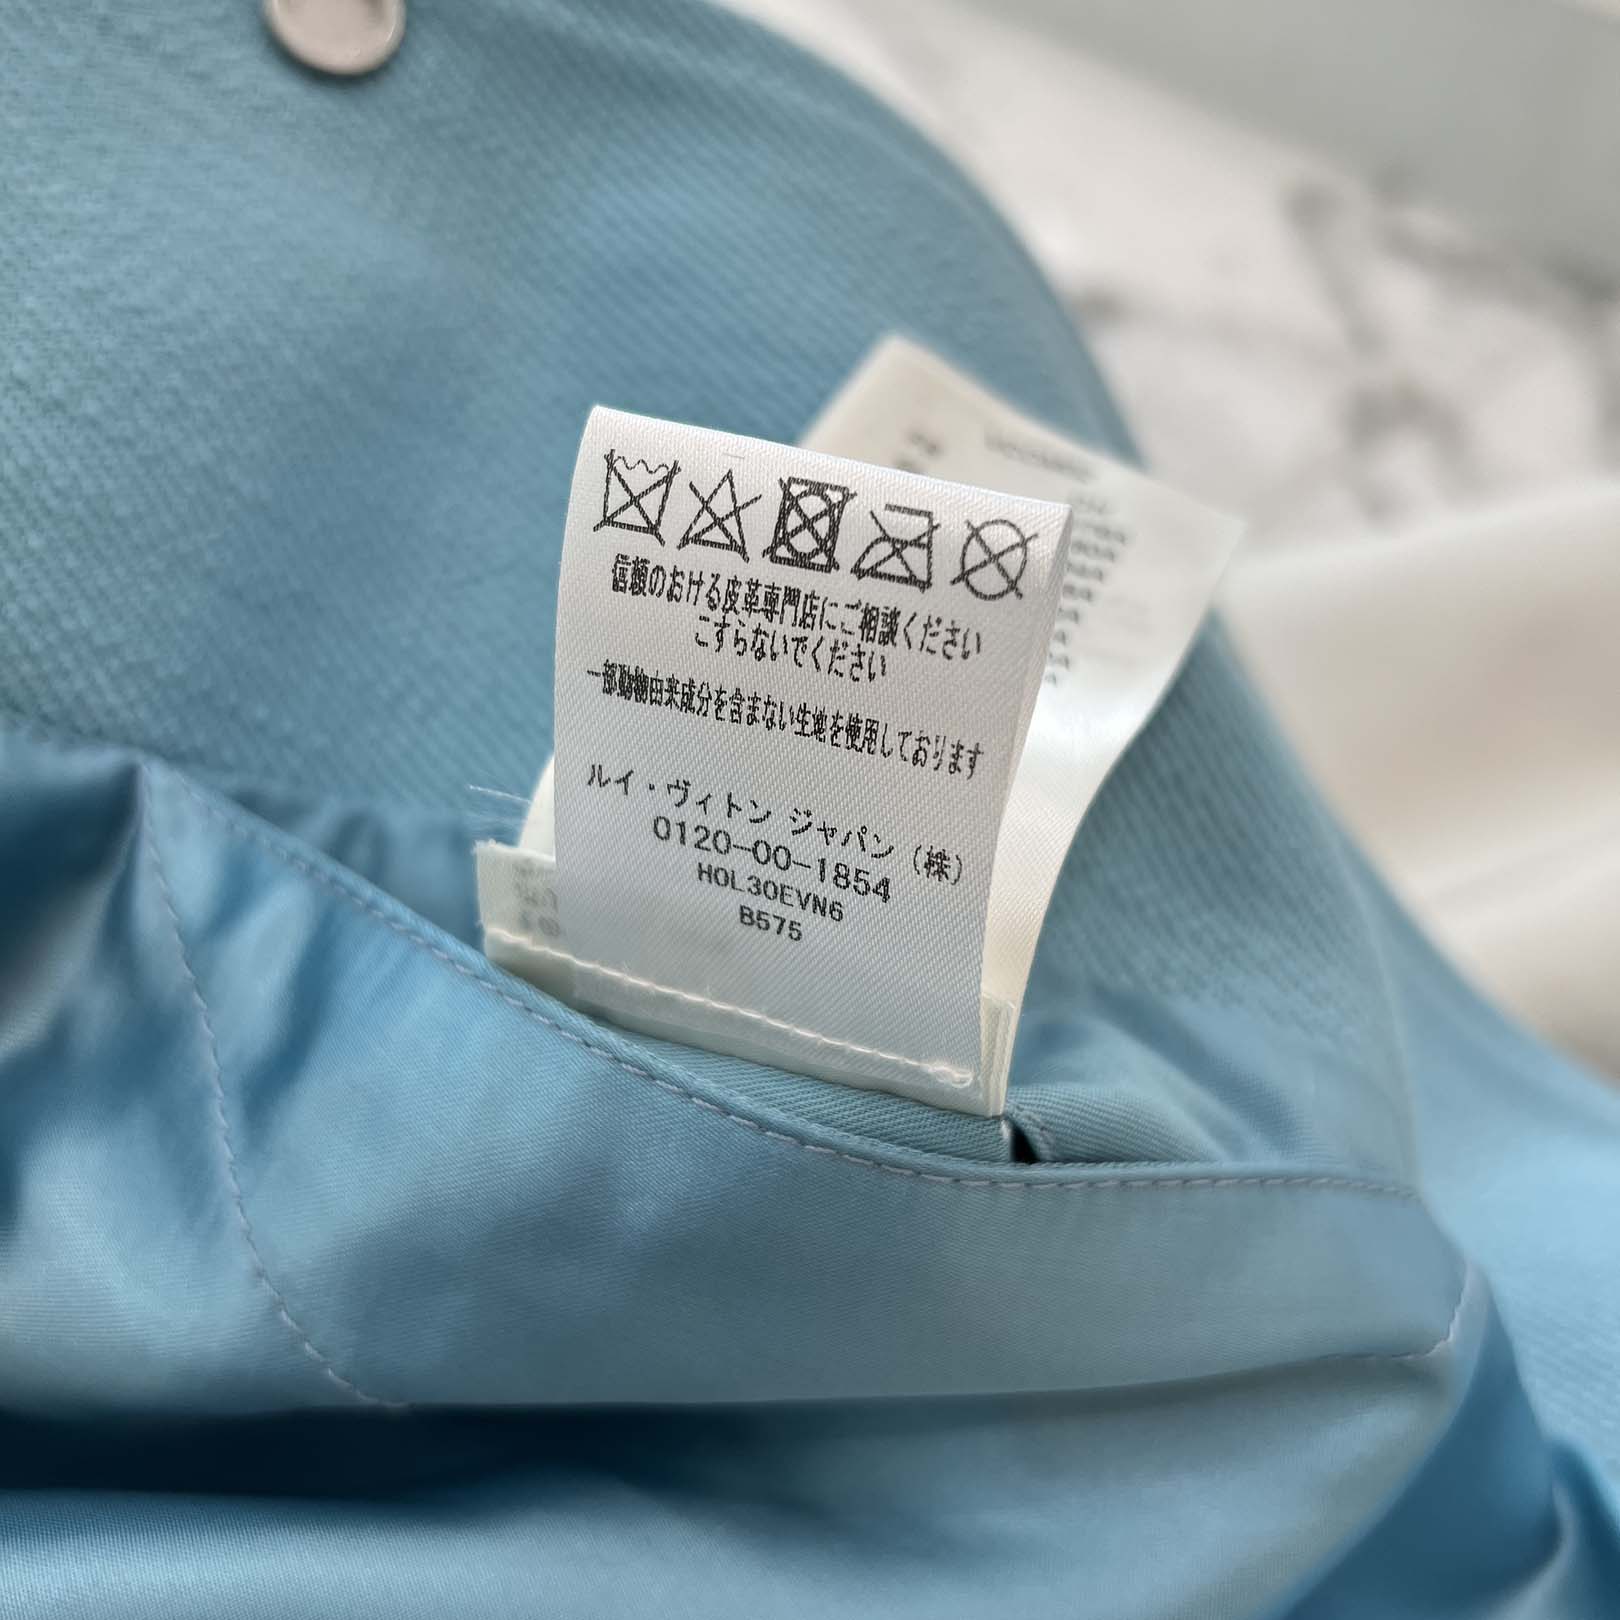 信頼のおける皮革専門店にご相談ください
こすらないでください
一部動物由来成分を含まない生地を使用しております
ルイ・ヴィトン ジャパン（株）
0120-00-1854
HOL30EVN6
B575